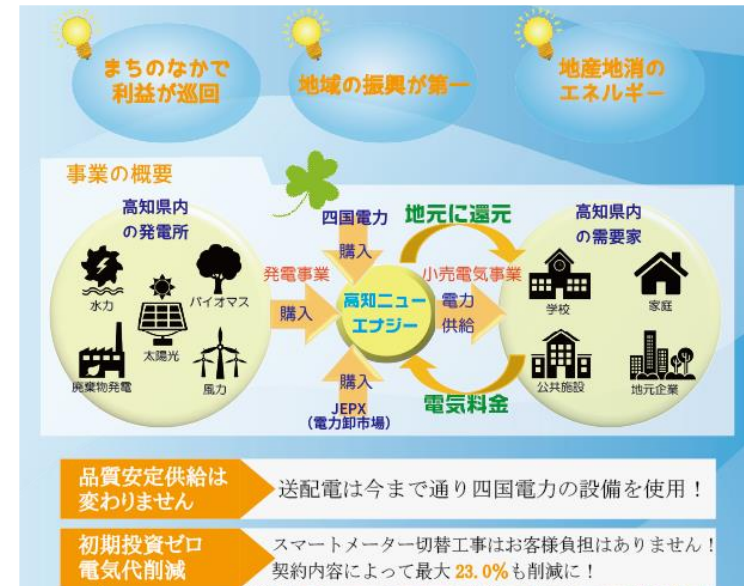 まちのなかで
利益が巡回
地域の振興が第一
地産地消の
エネルギー
事業の概要
高知県内
の発電所
水力
バイオマス
太陽光
廃棄物発電
風力
発電事業
購入
四国電力
購入
高知ニュー
エナジー
購入
JEPX
(電力卸市場)
地元に還元
小売電気事業
電力
供給
電気料金
高知県内
の需要家
学校
家庭
公共施設
地元企業
品質安定供給は
変わりません
送配電は今まで通り四国電力の設備を使用!
初期投資ゼロ
電気代削減
スマートメーター切替工事はお客様負担はありません!
契約内容によって最大 23.0%も削減に!